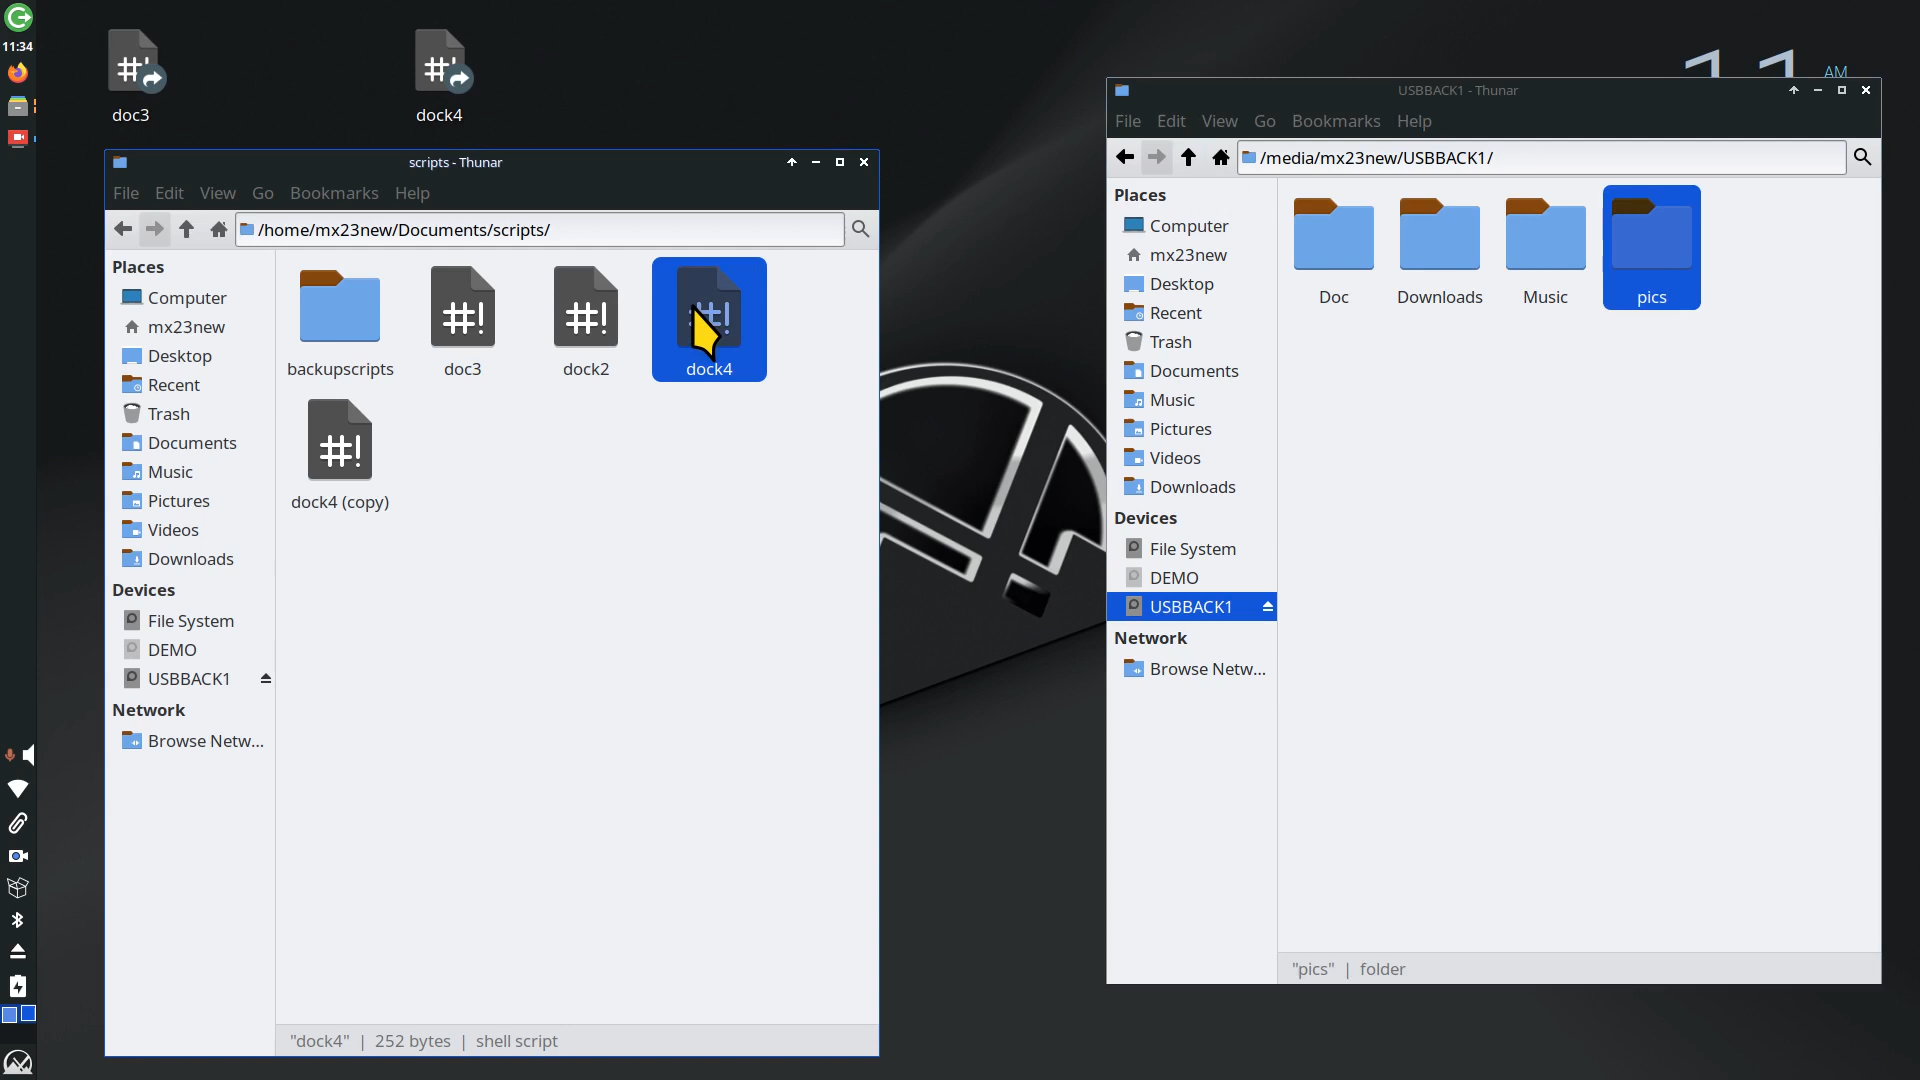 11:34
doc3
dock4
AM
scripts - Thunar
File Edit View Go Bookmarks Help
/home/mx23new/Documents/scripts/
Places
Computer
mx23new
Desktop
Recent
Trash
Documents
Music
Pictures
Videos
Downloads
Devices
File System
DEMO
USBBACK1
Network
Browse Netw...
backupscripts
doc3
dock2
dock4
dock4 (copy)
"dock4" | 252 bytes | shell script
USBBACK1 - Thunar
File Edit View Go Bookmarks Help
/media/mx23new/USBBACK1/
Places
Computer
mx23new
Desktop
Recent
Trash
Documents
Music
Pictures
Videos
Downloads
Devices
File System
DEMO
USBBACK1
Network
Browse Netw...
Doc
Downloads
Music
pics
"pics" | folder